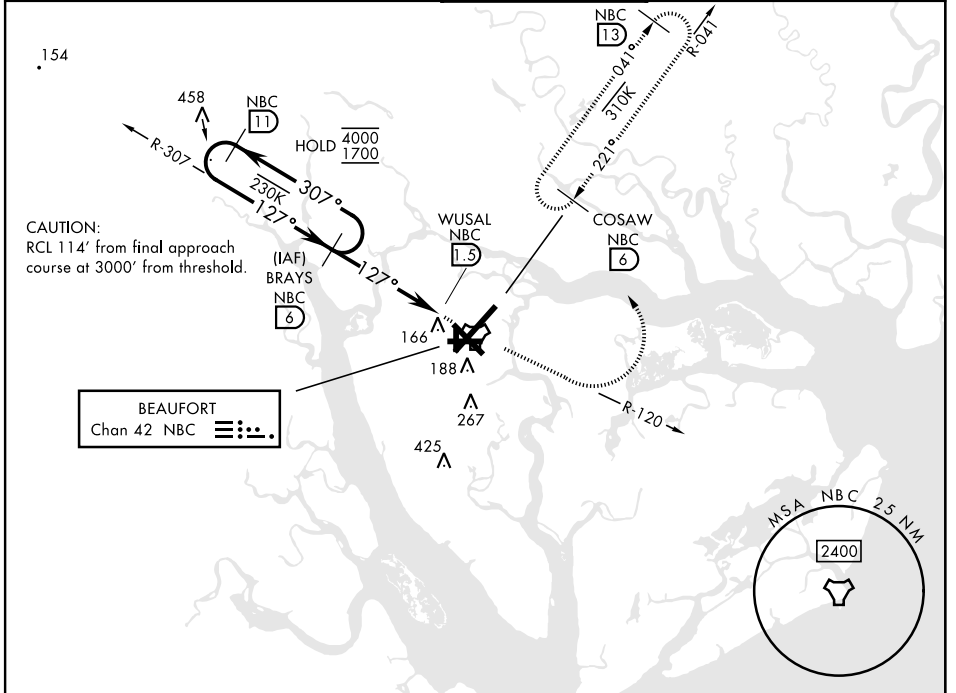 154
458
NBC
11
HOLD 4000
1700
R-307
230K
307°
127°
127°
CAUTION:
RCL 114' from final approach
course at 3000' from threshold.
(IAF)
BRAYS
NBC
6
WUSAL
NBC
1.5
NBC
13
R-041
041°
310K
221°
COSAW
NBC
6
166
188
267
425
R-120
BEAUFORT
Chan 42 NBC
MSA NBC 25 NM
2400